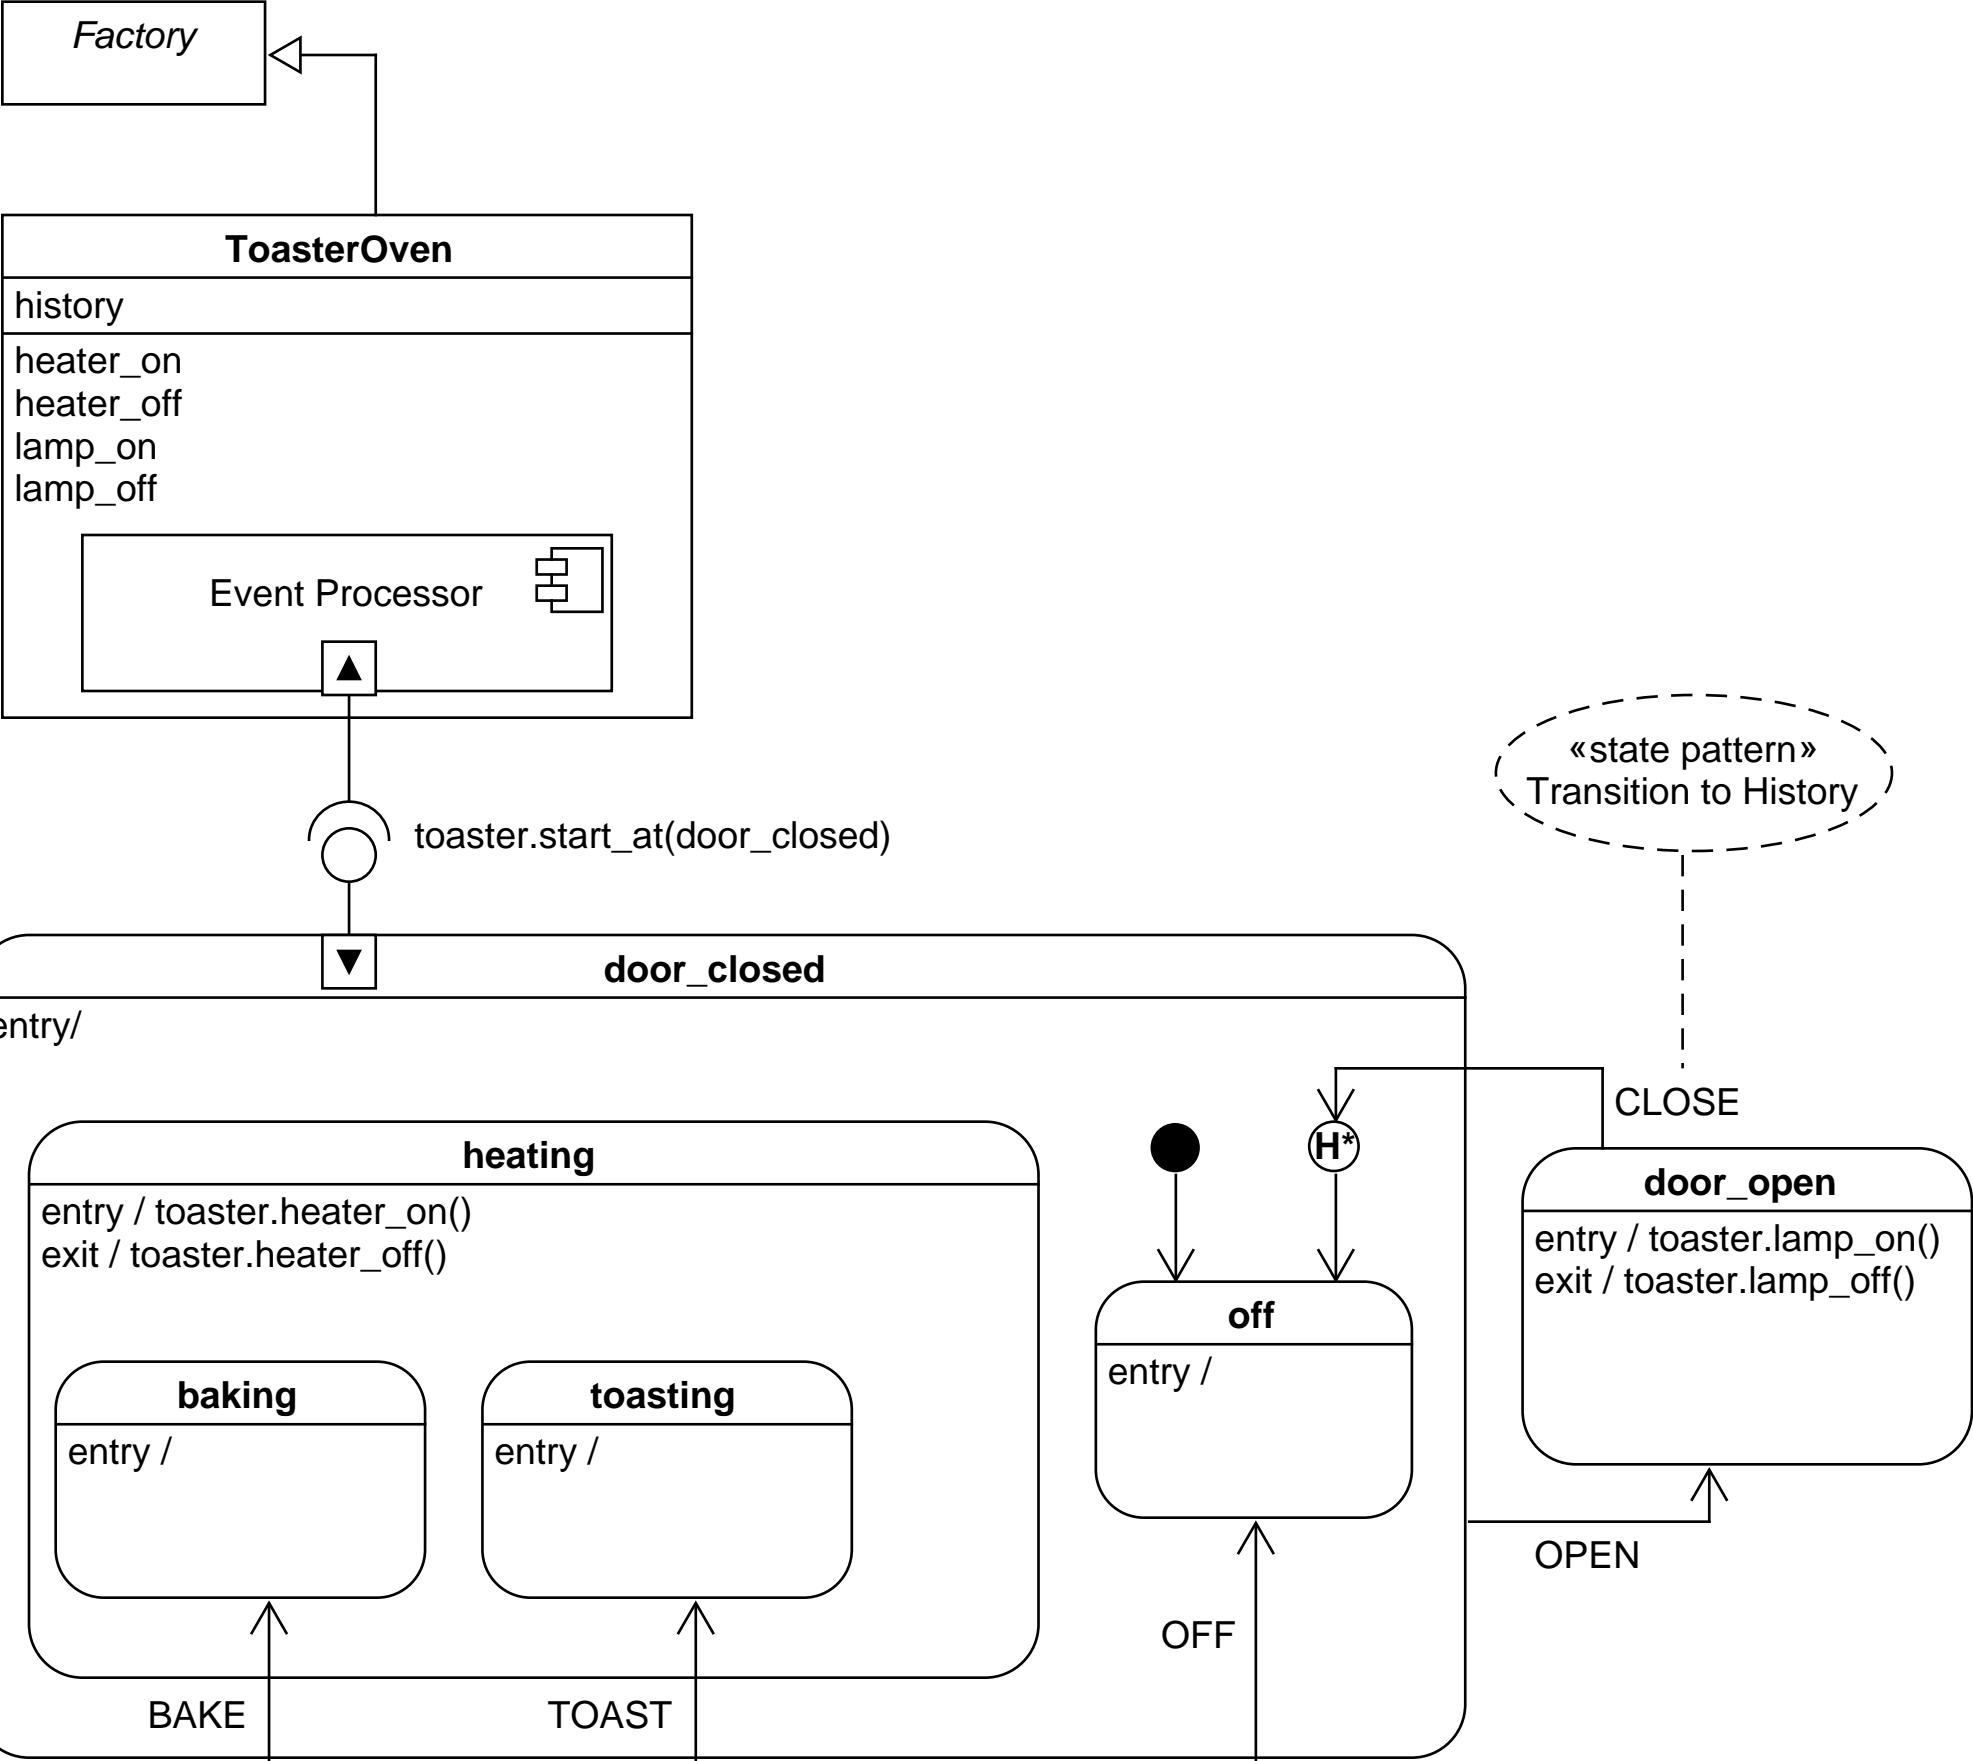 Factory
ToasterOven
history
heater_on
heater_off
lamp_on
lamp_off
Event Processor
«state pattern»
Transition to History
toaster.start_at(door_closed)
door_closed
entry/
CLOSE
heating
entry / toaster.heater_on()
exit / toaster.heater_off()
H*
door_open
entry / toaster.lamp_on()
exit / toaster.lamp_off()
off
entry /
baking
entry /
toasting
entry /
OPEN
OFF
BAKE
TOAST